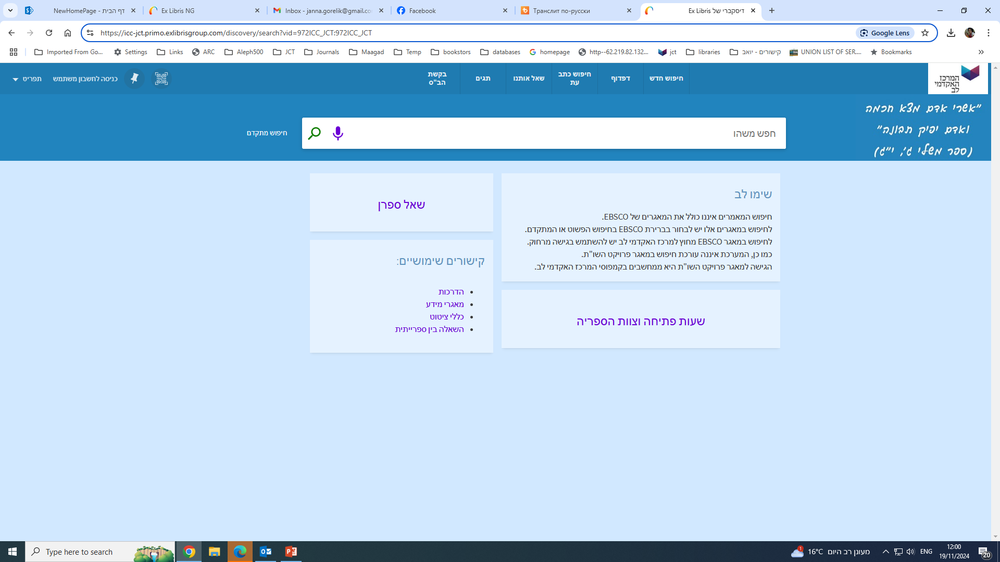 NewHomePage - דף הבית
Ex Libris NG
Inbox - janna.gorelik@gmail.co
Facebook
Транслит по-русски
דיסקברי של Ex Libris
https://icc-jct.primo.exlibrisgroup.com/discovery/search?vid=972ICC_JCT:972ICC_JCT
Google Lens
Imported From Go...
Settings
Links
ARC
Aleph500
JCT
Journals
Maagad
Temp
bookstors
databases
homepage
http--62.219.82.132...
jct
libraries
קישורים - יואב
UNION LIST OF SER....
Bookmarks
המרכז
האקדמי
לב
חיפוש חדש
דפדוף
חיפוש כתב
עת
שאל אותנו
תגים
בקשת
הב"ס
כניסה לחשבון משתמש
תפריט
"אשרי אדם מצא חכמה
ואדם יפיק תבונה"
(ספר משלי ג', י"ג)
חפש משהו
חיפוש מתקדם
שימו לב
חיפוש המאמרים איננו כולל את המאגרים של EBSCO.
לחיפוש במאגרים אלו יש לבחור בברירת EBSCO בחיפוש הפשוט או המתקדם.
לחיפוש במאגר EBSCO מחוץ למרכז האקדמי לב יש להשתמש בגישה מרחוק.
כמו כן, המערכת איננה עורכת חיפוש במאגר פרויקט השו"ת.
הגישה למאגר פרויקט השו"ת היא ממחשבים בקמפוסי המרכז האקדמי לב.
שעות פתיחה וצוות הספריה
שאל ספרן
קישורים שימושיים:
הדרכות
מאגרי מידע
כללי ציטוט
השאלה בין ספרייתית
Type here to search
1
16°C מעונן רב היום
ENG
12:00
19/11/2024
20